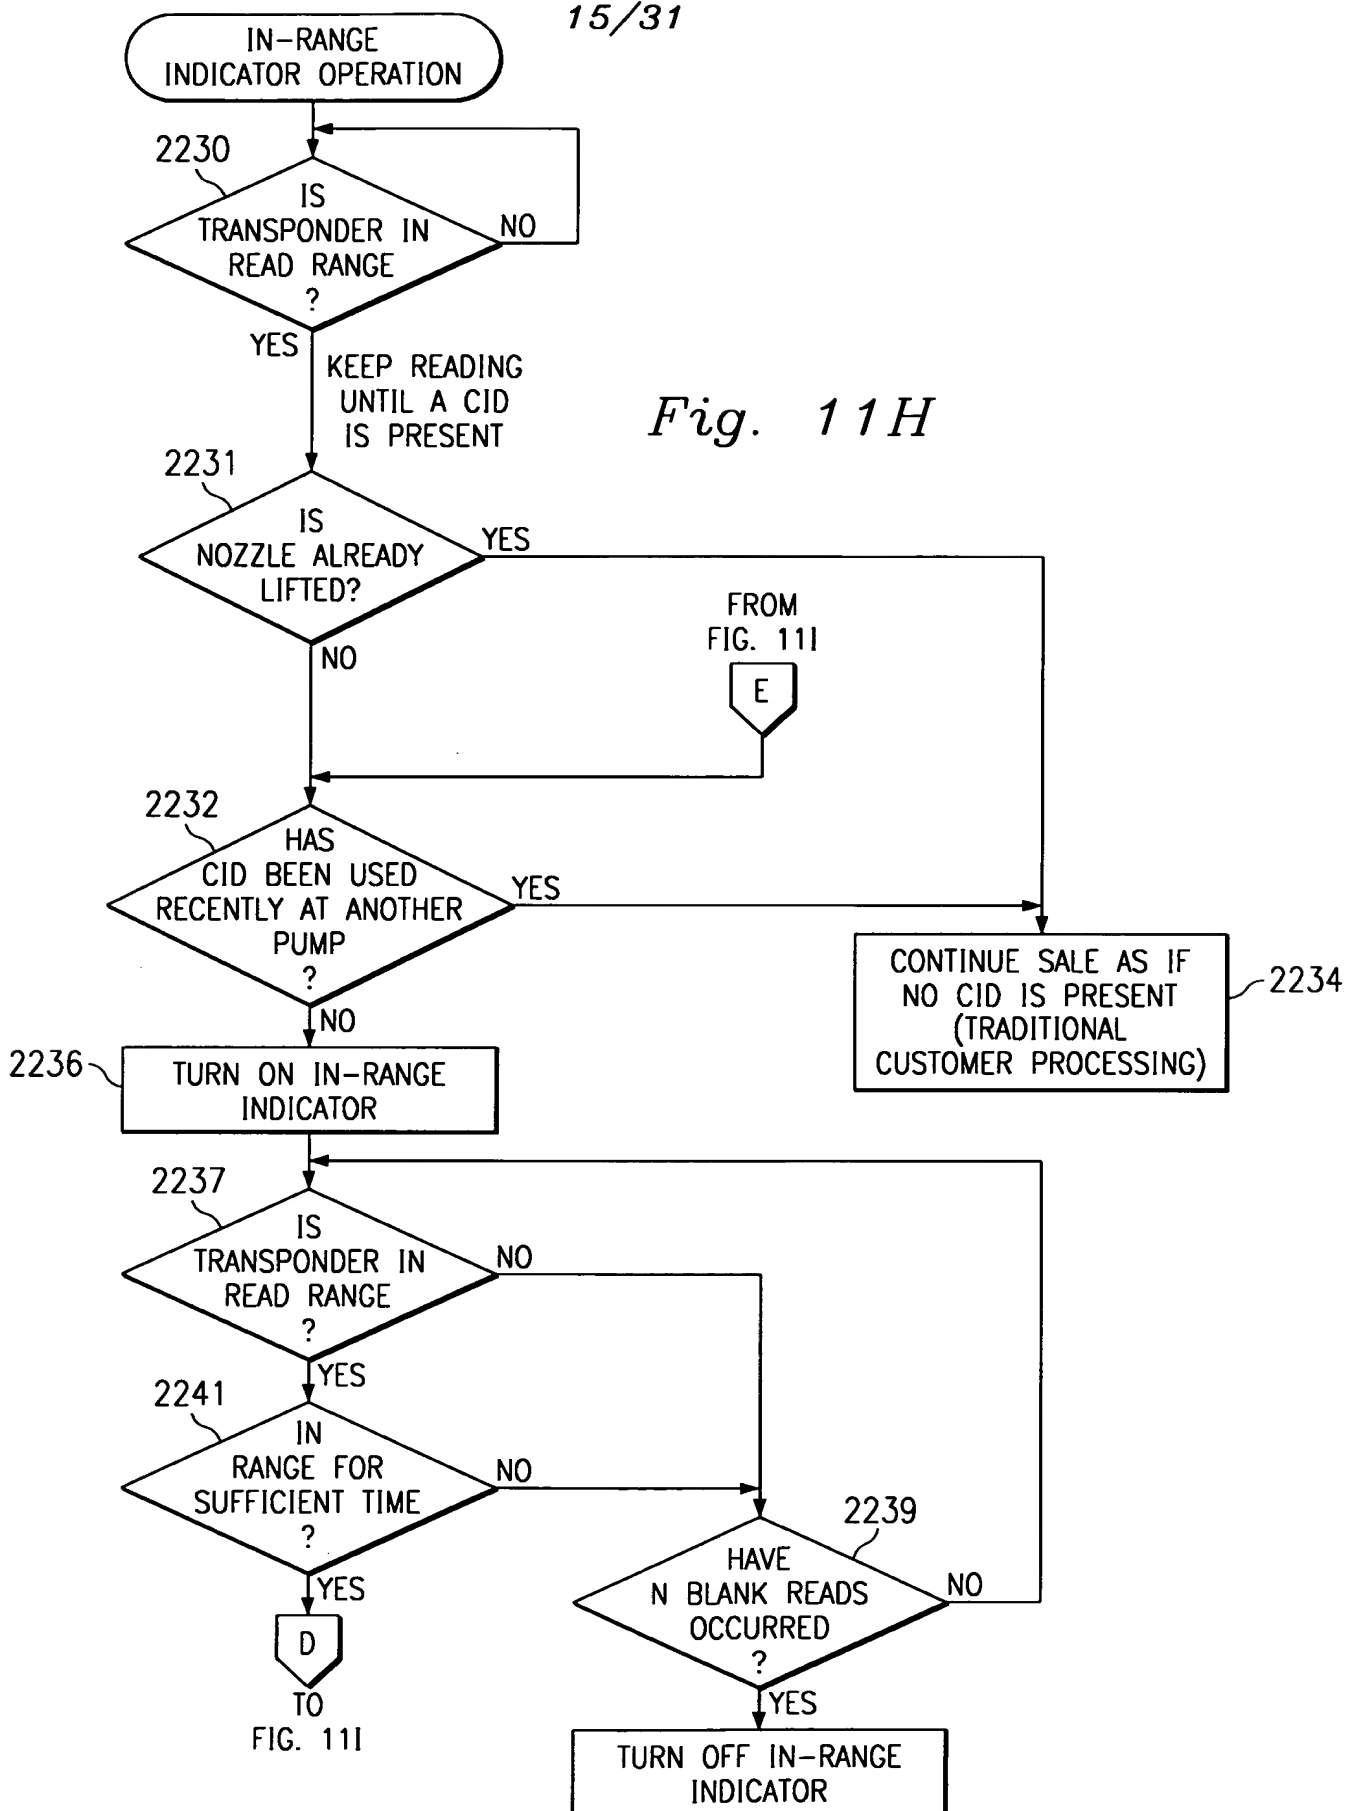 15/31
IN-RANGE
INDICATOR OPERATION
2230
IS
TRANSPONDER IN
READ RANGE
?
NO
YES
KEEP READING
UNTIL A CID
IS PRESENT
Fig. 11H
2231
IS
NOZZLE ALREADY
LIFTED?
YES
NO
FROM
FIG. 11I
E
2232
HAS
CID BEEN USED
RECENTLY AT ANOTHER
PUMP
?
YES
NO
CONTINUE SALE AS IF
NO CID IS PRESENT
(TRADITIONAL
CUSTOMER PROCESSING)
2234
2236
TURN ON IN-RANGE
INDICATOR
2237
IS
TRANSPONDER IN
READ RANGE
?
NO
YES
2241
IN
RANGE FOR
SUFFICIENT TIME
?
NO
YES
D
TO
FIG. 11I
2239
HAVE
N BLANK READS
OCCURRED
?
NO
YES
TURN OFF IN-RANGE
INDICATOR